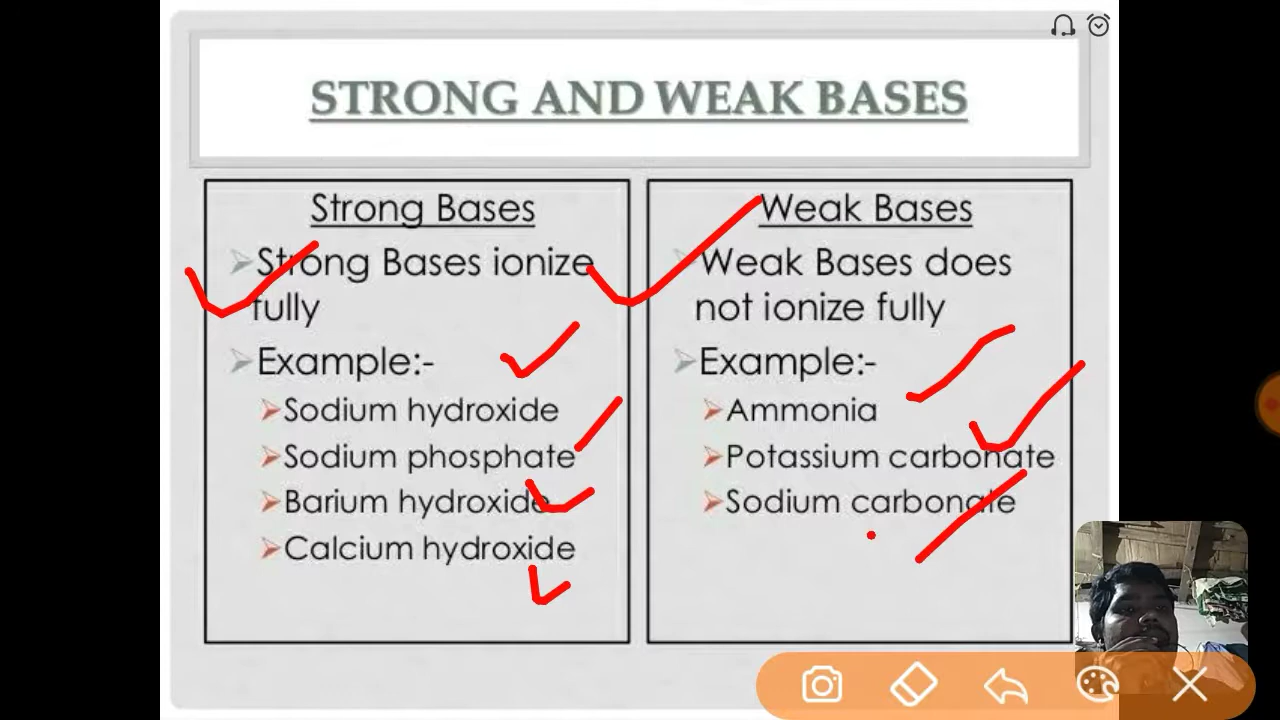 STRONG AND WEAK BASES
Strong Bases
Strong Bases ionize
fully
Example:-
Sodium hydroxide
Sodium phosphate
Barium hydroxide
Calcium hydroxide
Weak Bases
Weak Bases does
not ionize fully
Example:-
Ammonia
Potassium carbonate
Sodium carbonate